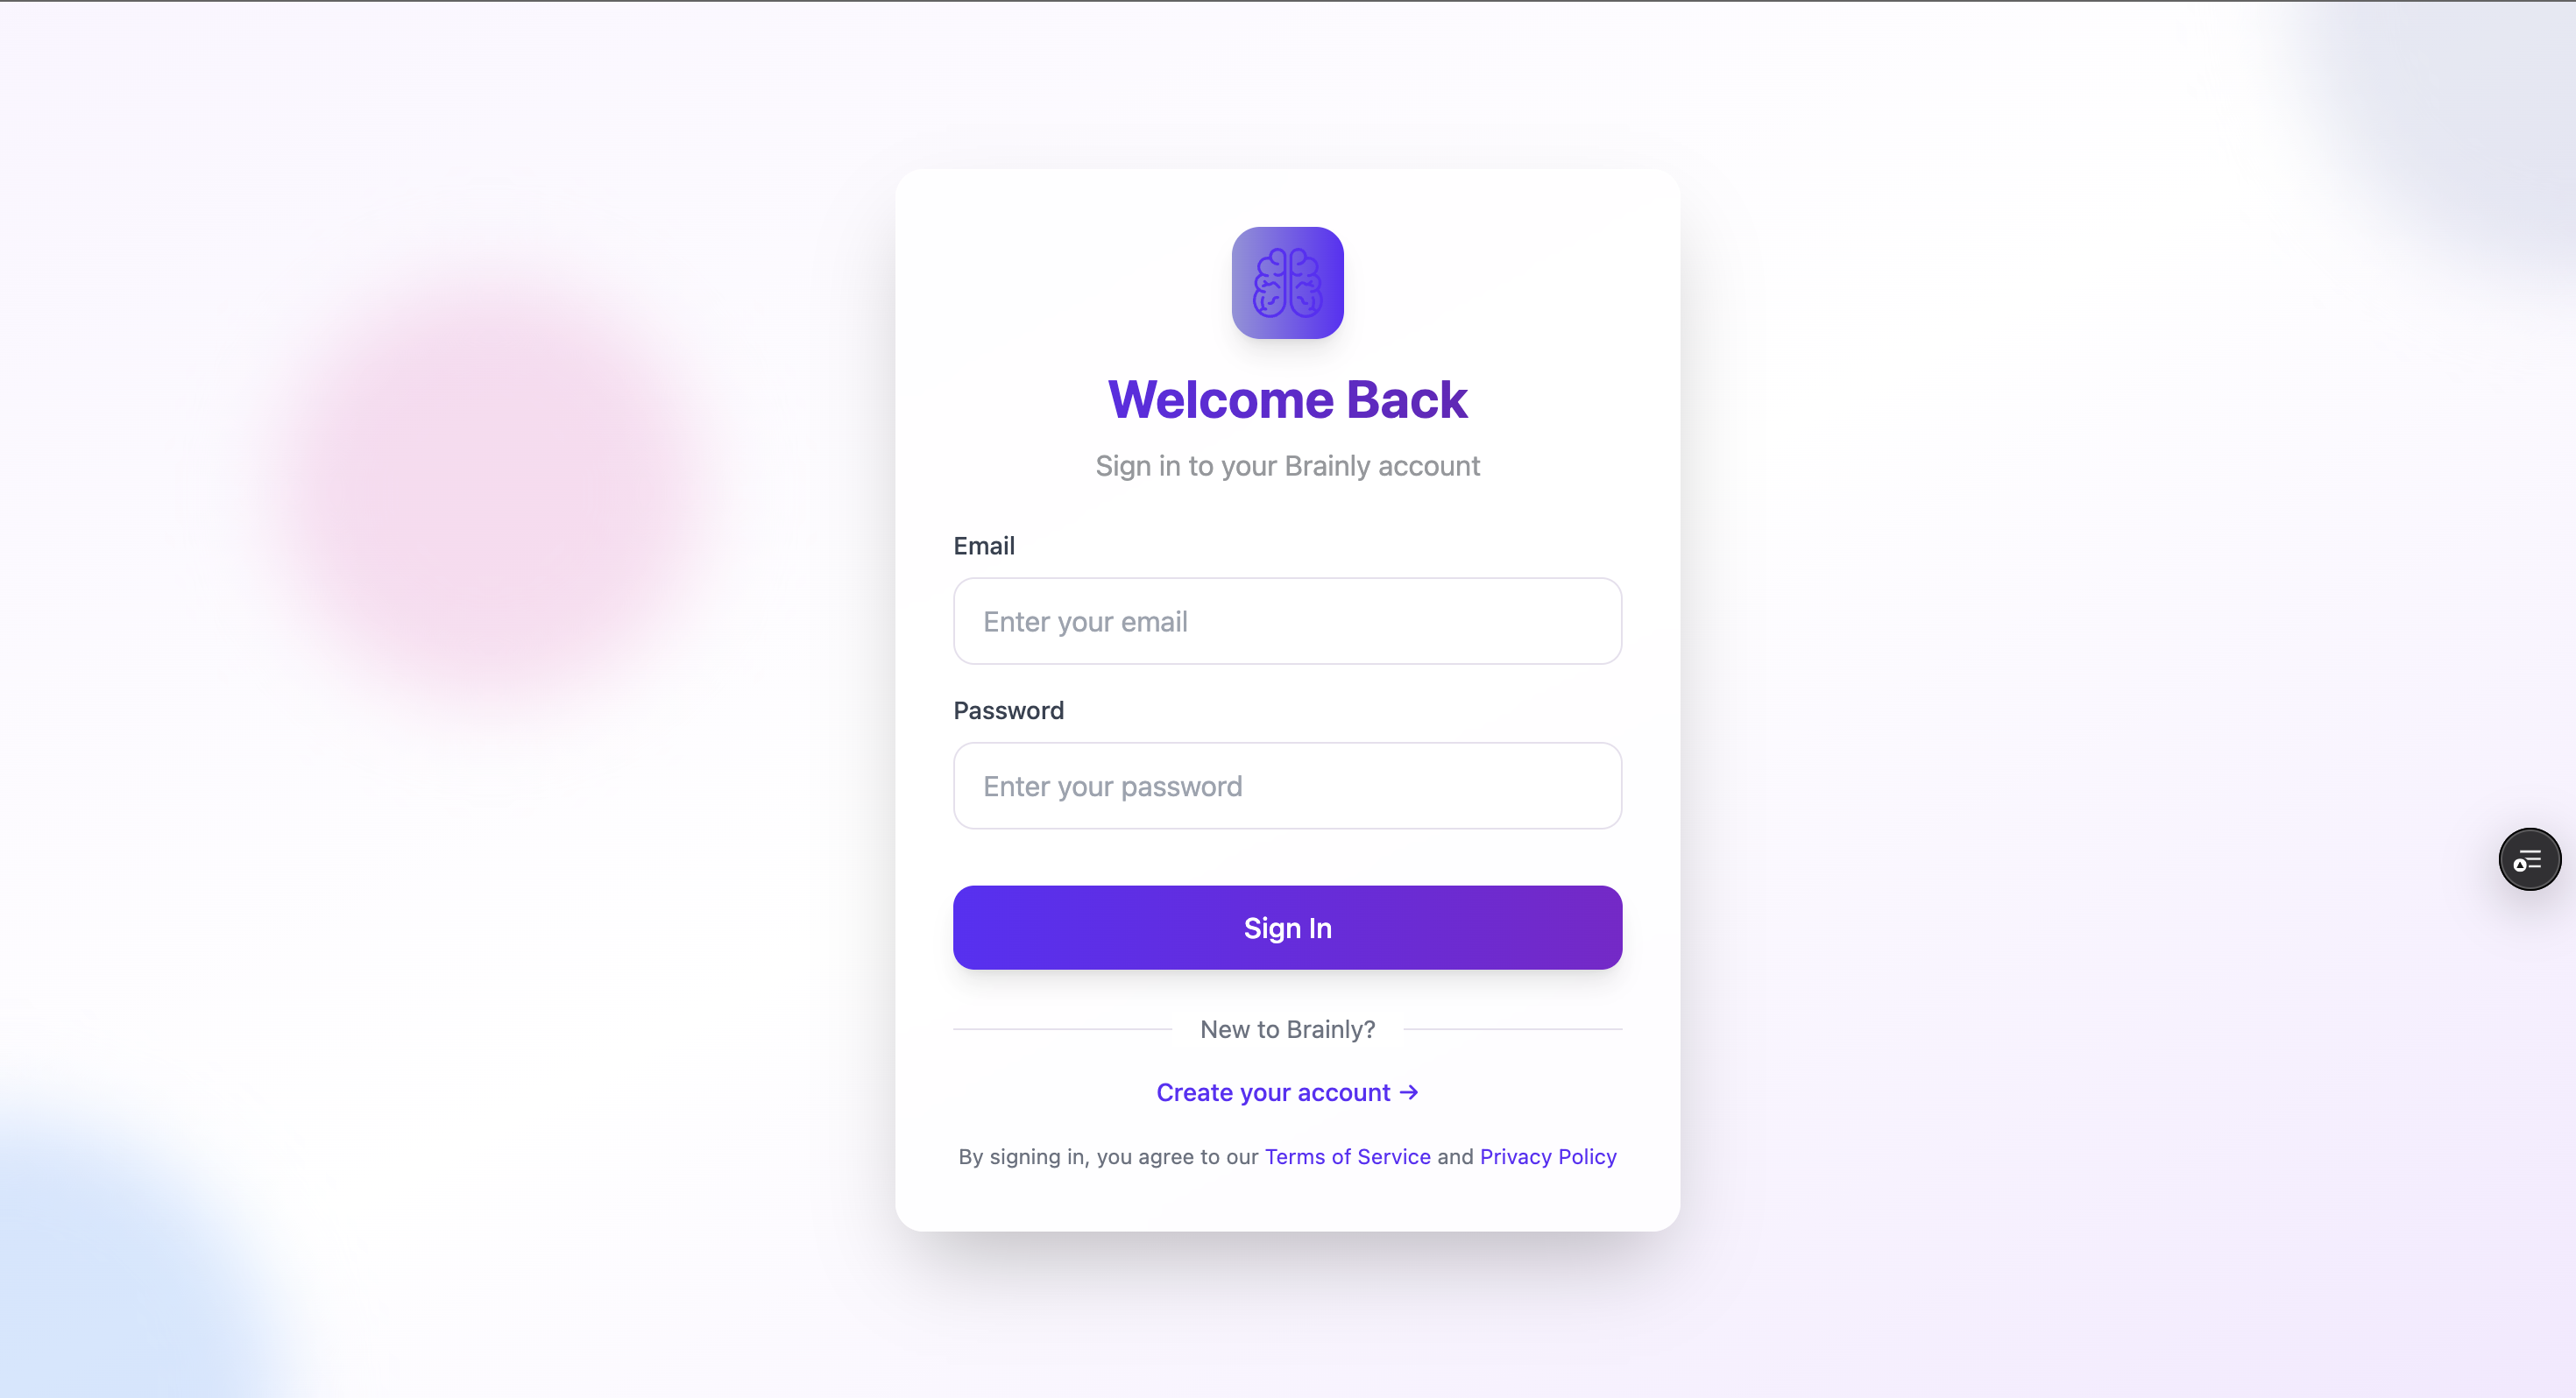 Welcome Back
Sign in to your Brainly account
Email
Enter your email
Password
Enter your password
Sign In
New to Brainly?
Create your account →
By signing in, you agree to our Terms of Service and Privacy Policy